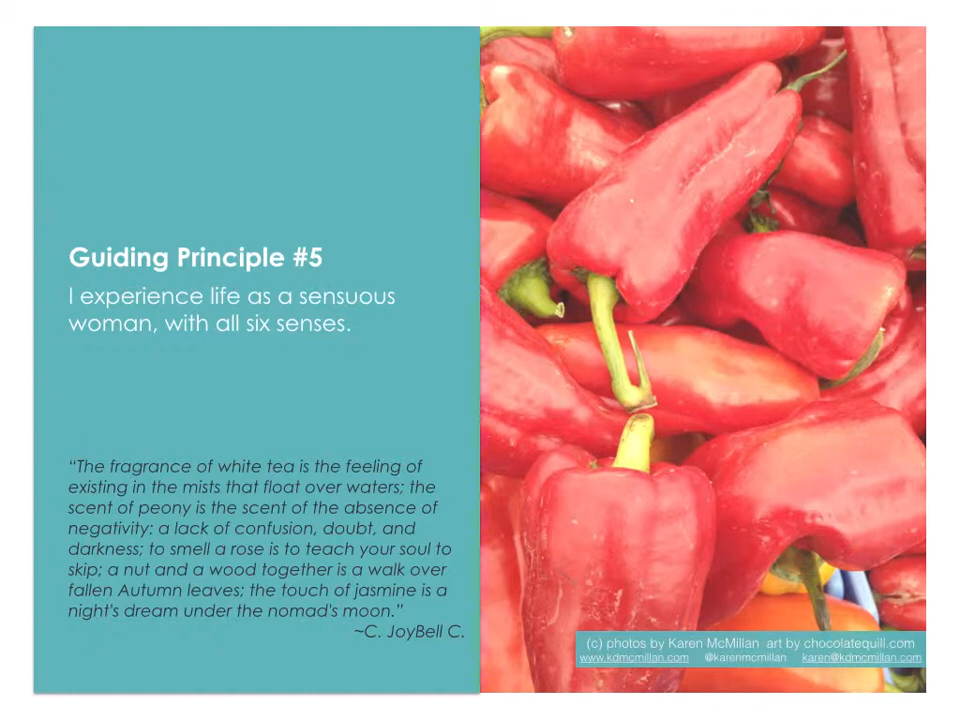 Guiding Principle #5
I experience life as a sensuous
woman, with all six senses.
“The fragrance of white tea is the feeling of
existing in the mists that float over waters; the
scent of peony is the scent of the absence of
negativity: a lack of confusion, doubt, and
darkness; to smell a rose is to teach your soul to
skip; a nut and a wood together is a walk over
fallen Autumn leaves; the touch of jasmine is a
night's dream under the nomad's moon.”
~C. JoyBell C.
(c) photos by Karen McMillan art by chocolatequill.com
www.kdmcmillan.com @karenmcmillan karen@kdmcmillan.com